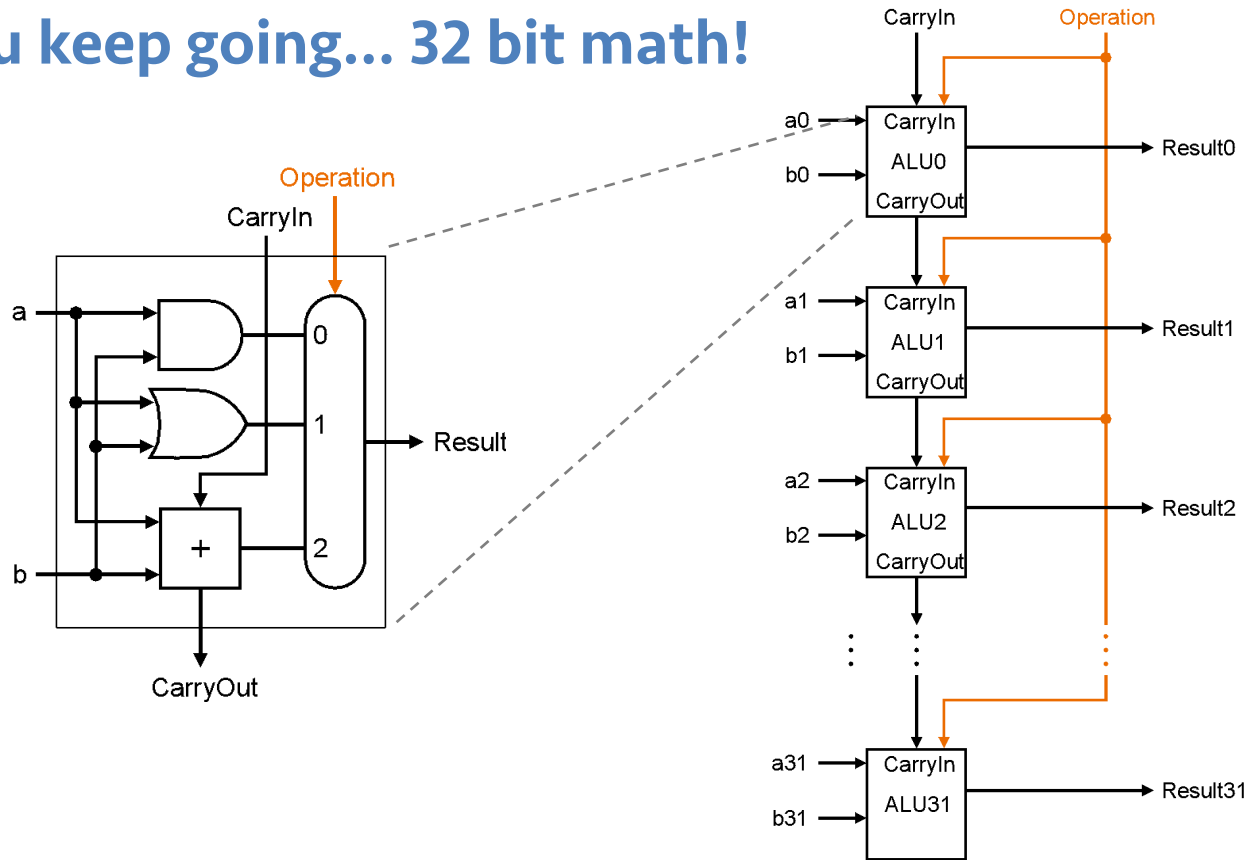 u keep going... 32 bit math!
Operation
CarryIn
a
b
0
1
2
+
Result
CarryOut
CarryIn
Operation
a0
b0
CarryIn
ALU0
CarryOut
Result0
a1
b1
CarryIn
ALU1
CarryOut
Result1
a2
b2
CarryIn
ALU2
CarryOut
Result2
a31
b31
CarryIn
ALU31
Result31